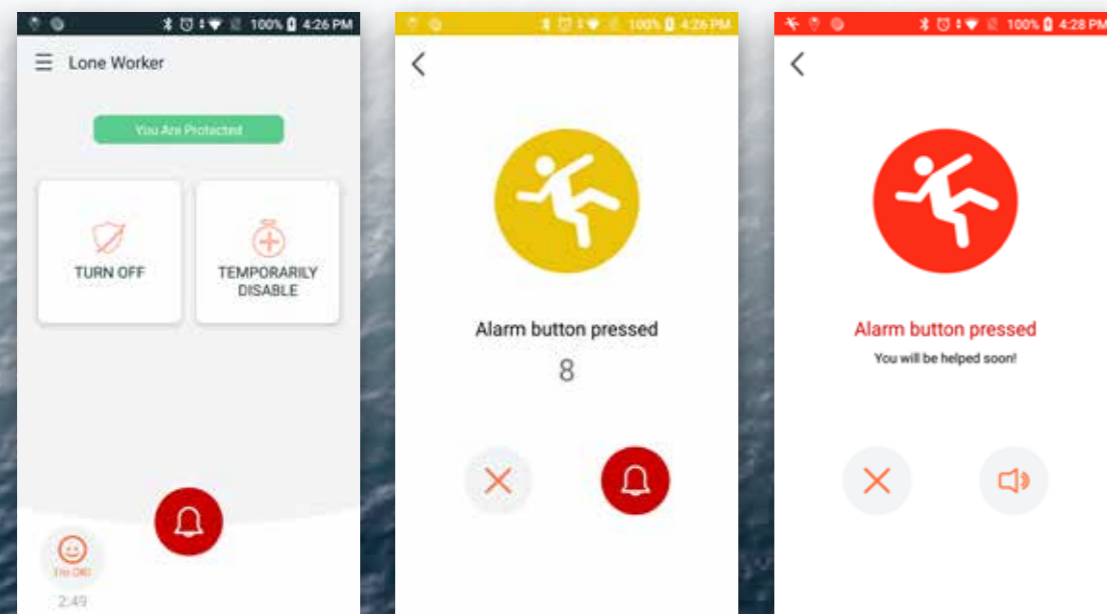 100% 4:26 PM
Lone Worker
You Are Protected
TURN OFF
TEMPORARILY
DISABLE
I'm OK!
2:49
100% 4:26 PM
Alarm button pressed
8
100% 4:28 PM
Alarm button pressed
You will be helped soon!